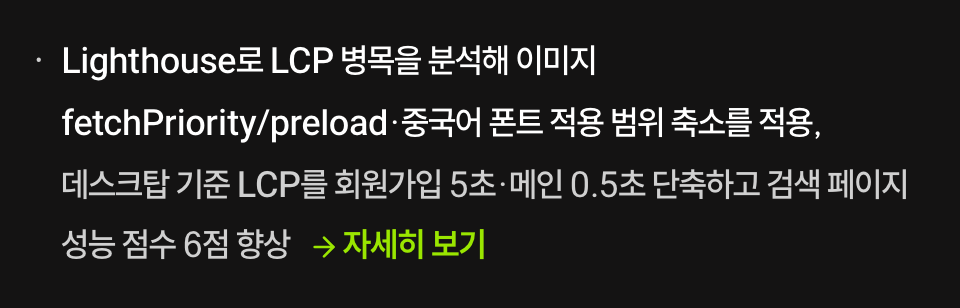 · Lighthouse로 LCP 병목을 분석해 이미지
fetchPriority/preload·중국어 폰트 적용 범위 축소를 적용,
데스크탑 기준 LCP를 회원가입 5초·메인 0.5초 단축하고 검색 페이지
성능 점수 6점 향상 → 자세히 보기